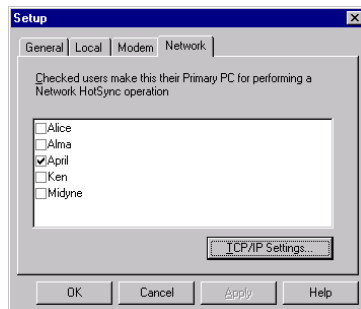 Setup
General Local Modem Network
Checked users make this their Primary PC for performing a
Network HotSync operation
Alice
Alma
April
Ken
Midyne
TCP/IP Settings...
OK Cancel Apply Help